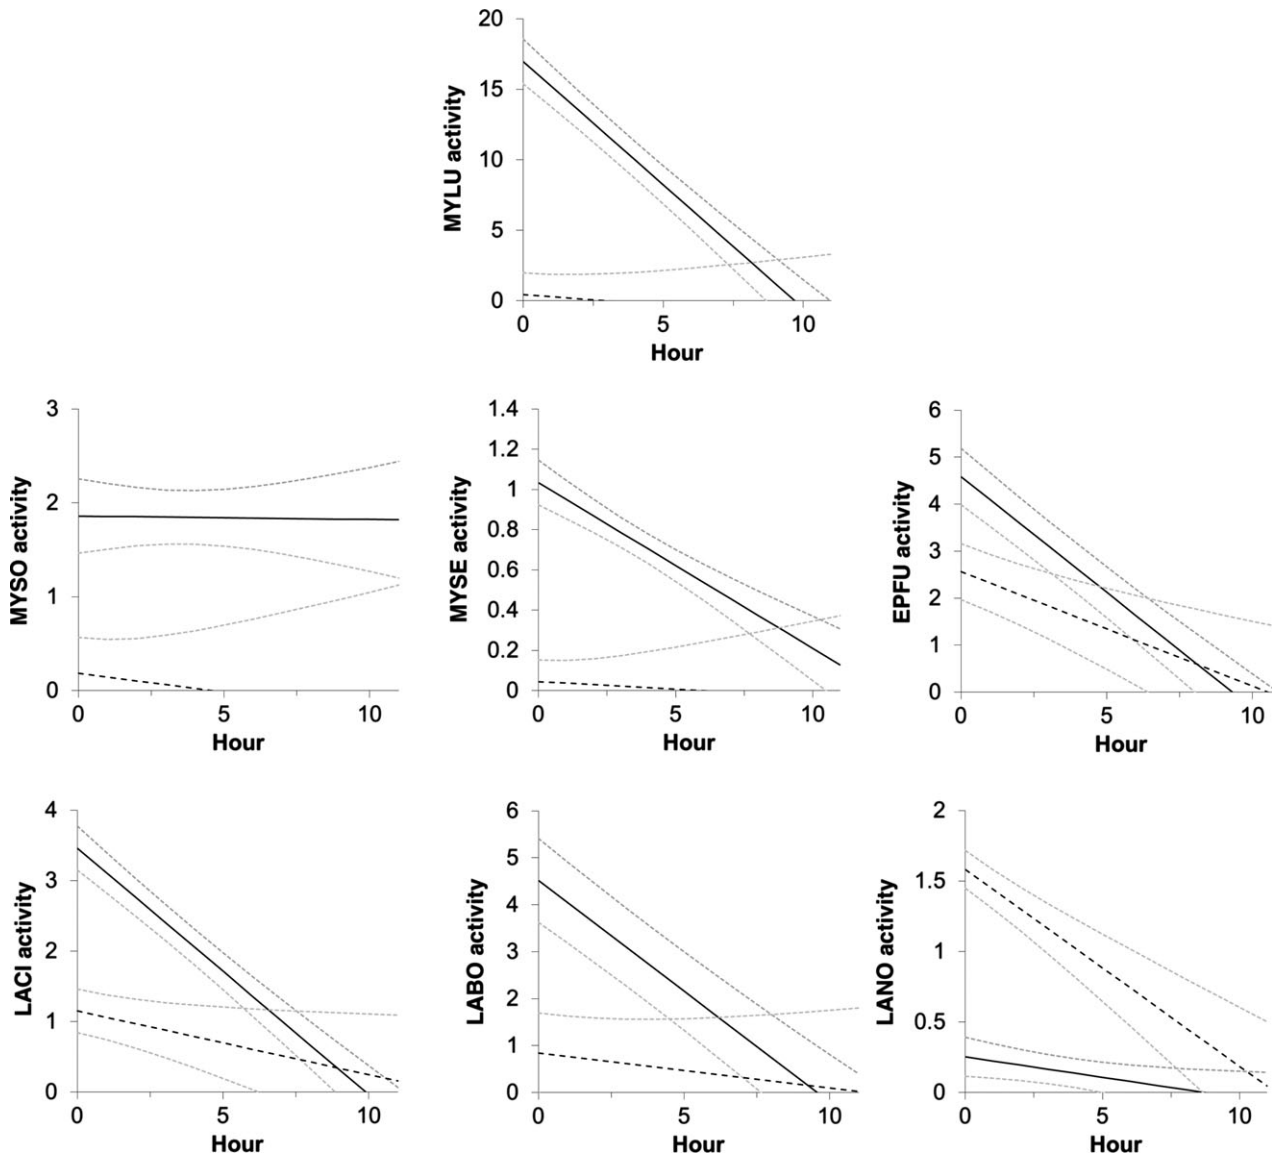 20
15
10
5
0
MYLU activity
0 5 10
Hour
3
2
1
0
MYSO activity
0 5 10
Hour
1.4
1.2
1
0.8
0.6
0.4
0.2
0
MYSE activity
0 5 10
Hour
6
5
4
3
2
1
0
EPFU activity
0 5 10
Hour
4
3
2
1
0
LACI activity
0 5 10
Hour
6
5
4
3
2
1
0
LABO activity
0 5 10
Hour
2
1.5
1
0.5
0
LANO activity
0 5 10
Hour